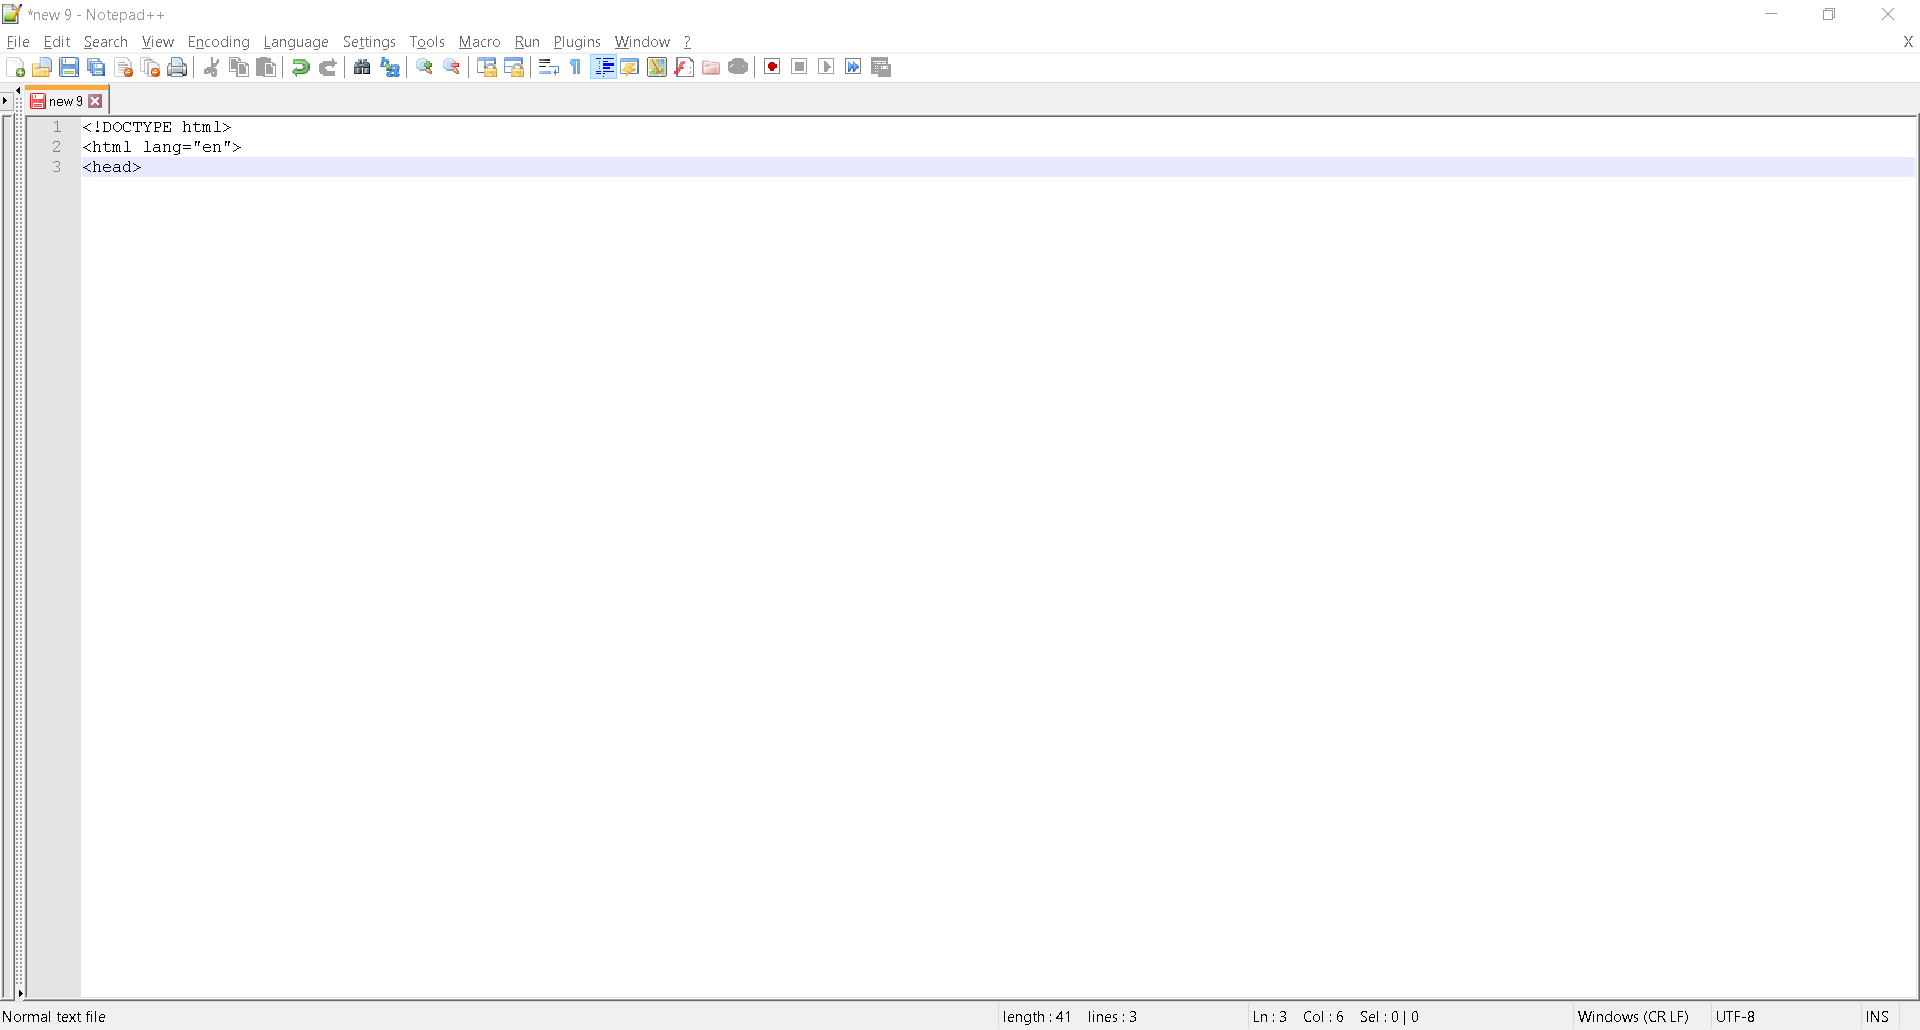 *new 9 - Notepad++
File Edit Search View Encoding Language Settings Tools Macro Run Plugins Window ? X
new 9
1 <!DOCTYPE html>
2 <html lang="en">
3 <head>
Normal text file length : 41 lines : 3 Ln : 3 Col : 6 Sel : 0 | 0 Windows (CR LF) UTF-8 INS